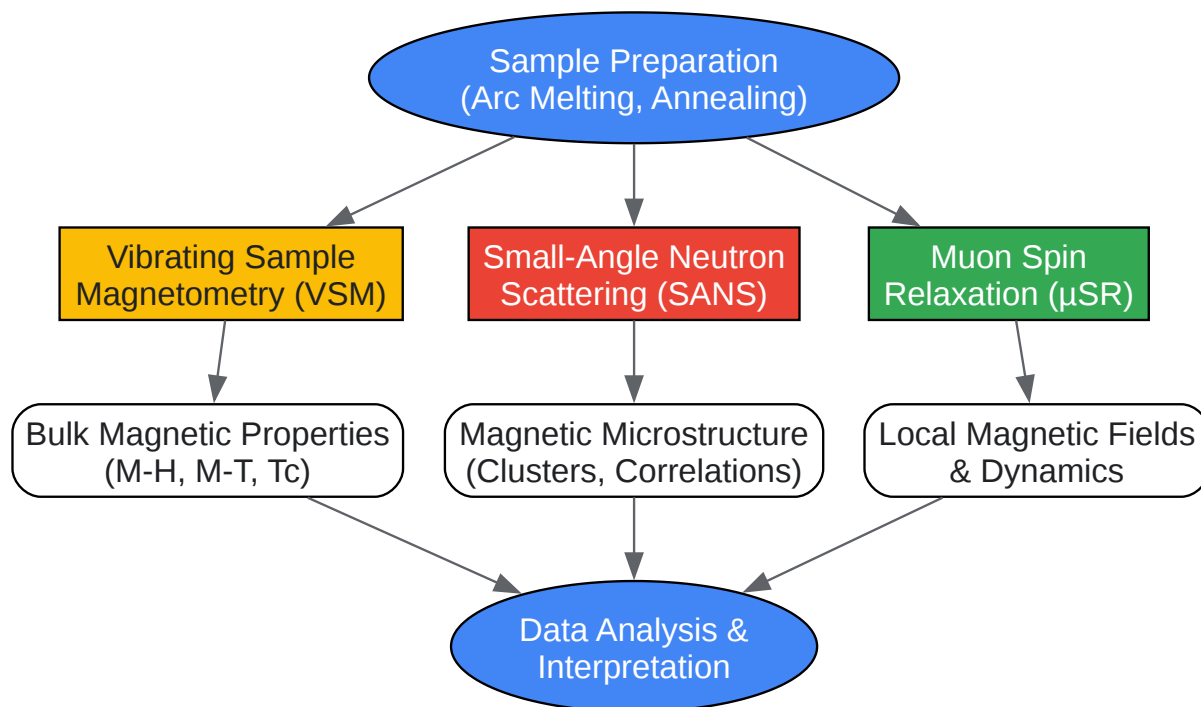 Sample Preparation
(Arc Melting, Annealing)
Vibrating Sample
Magnetometry (VSM)
Small-Angle Neutron
Scattering (SANS)
Muon Spin
Relaxation (µSR)
Bulk Magnetic Properties
(M-H, M-T, Tc)
Magnetic Microstructure
(Clusters, Correlations)
Local Magnetic Fields
& Dynamics
Data Analysis &
Interpretation